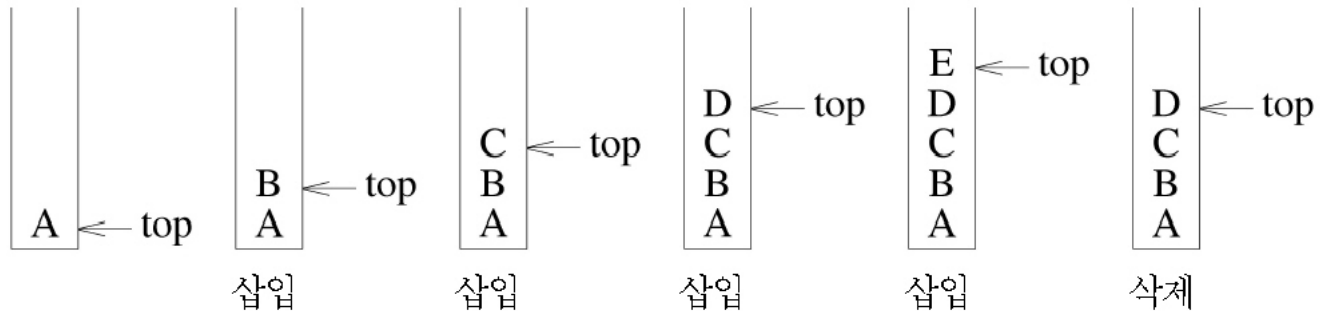 E ← top
D ← top D D ← top
C ← top C C C
B ← top B B B B
A ← top A A A A A
삽입 삽입 삽입 삽입 삭제